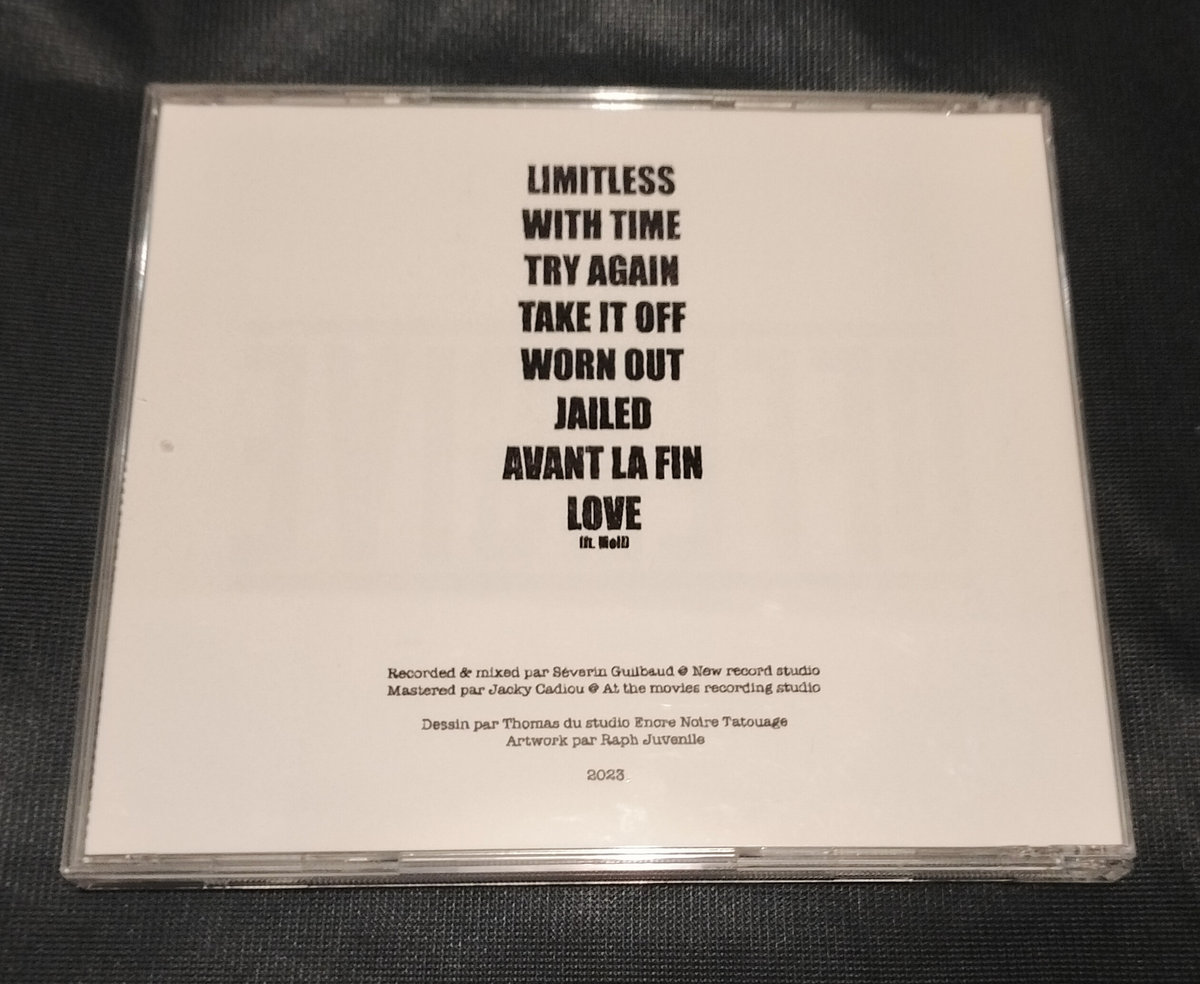 LIMITLESS
WITH TIME
TRY AGAIN
TAKE IT OFF
WORN OUT
JAILED
AVANT LA FIN
LOVE
(ft.
Recorded & mixed par Séverin Guilbaud @ New record studio
Mastered par Jacky Cadiou @ At the movies recording studio
Dessin par Thomas du studio Encre Noire Tatouage
Artwork par Raph Juvenile
2023